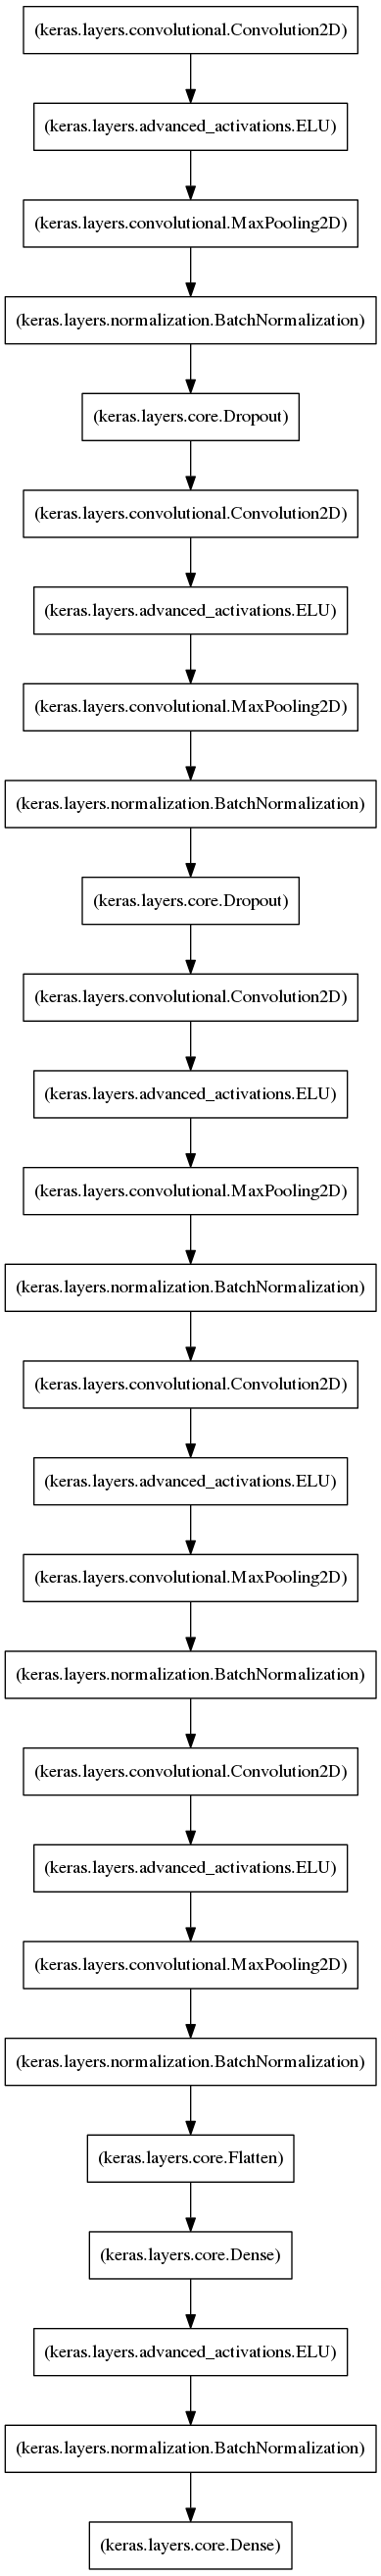 (keras.layers.convolutional.Convolution2D)
(keras.layers.advanced_activations.ELU)
(keras.layers.convolutional.MaxPooling2D)
(keras.layers.normalization.BatchNormalization)
(keras.layers.core.Dropout)
(keras.layers.convolutional.Convolution2D)
(keras.layers.advanced_activations.ELU)
(keras.layers.convolutional.MaxPooling2D)
(keras.layers.normalization.BatchNormalization)
(keras.layers.core.Dropout)
(keras.layers.convolutional.Convolution2D)
(keras.layers.advanced_activations.ELU)
(keras.layers.convolutional.MaxPooling2D)
(keras.layers.normalization.BatchNormalization)
(keras.layers.convolutional.Convolution2D)
(keras.layers.advanced_activations.ELU)
(keras.layers.convolutional.MaxPooling2D)
(keras.layers.normalization.BatchNormalization)
(keras.layers.convolutional.Convolution2D)
(keras.layers.advanced_activations.ELU)
(keras.layers.convolutional.MaxPooling2D)
(keras.layers.normalization.BatchNormalization)
(keras.layers.core.Flatten)
(keras.layers.core.Dense)
(keras.layers.advanced_activations.ELU)
(keras.layers.normalization.BatchNormalization)
(keras.layers.core.Dense)